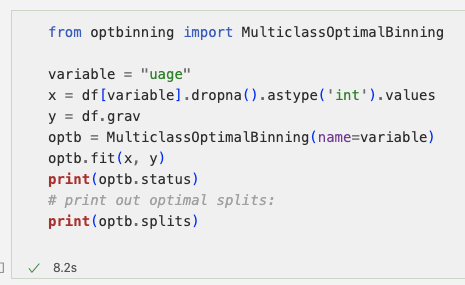 from optbinning import MulticlassOptimalBinning
variable = "uage"
x = df[variable].dropna().astype('int').values
y = df.grav
optb = MulticlassOptimalBinning(name=variable)
optb.fit(x, y)
print(optb.status)
# print out optimal splits:
print(optb.splits)
✓ 8.2s